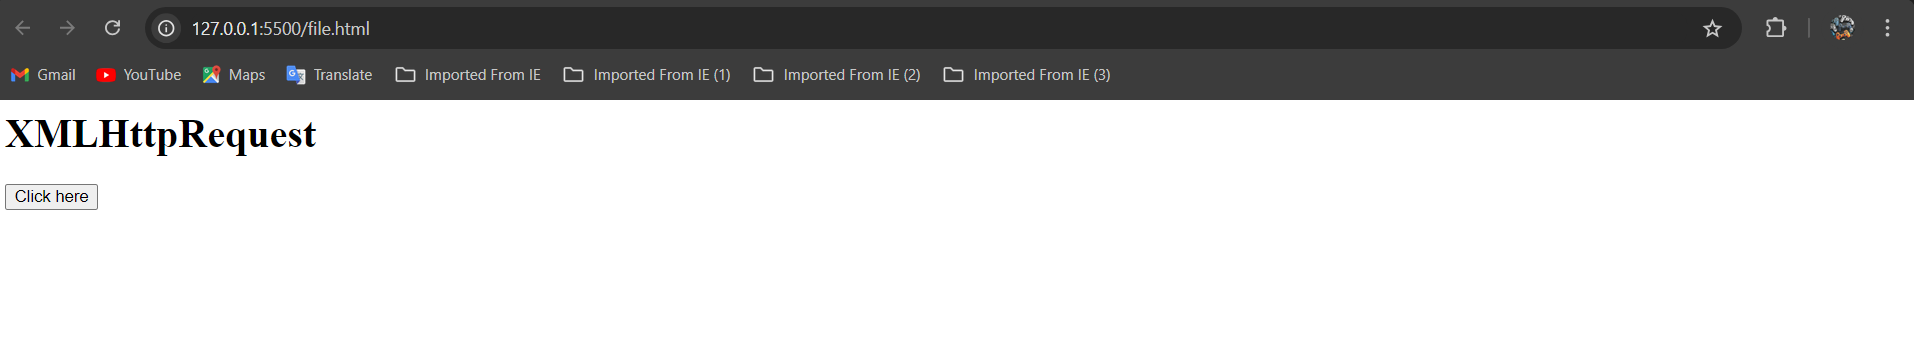 127.0.0.1:5500/file.html
Gmail YouTube Maps Translate Imported From IE Imported From IE (1) Imported From IE (2) Imported From IE (3)
XMLHttpRequest
Click here